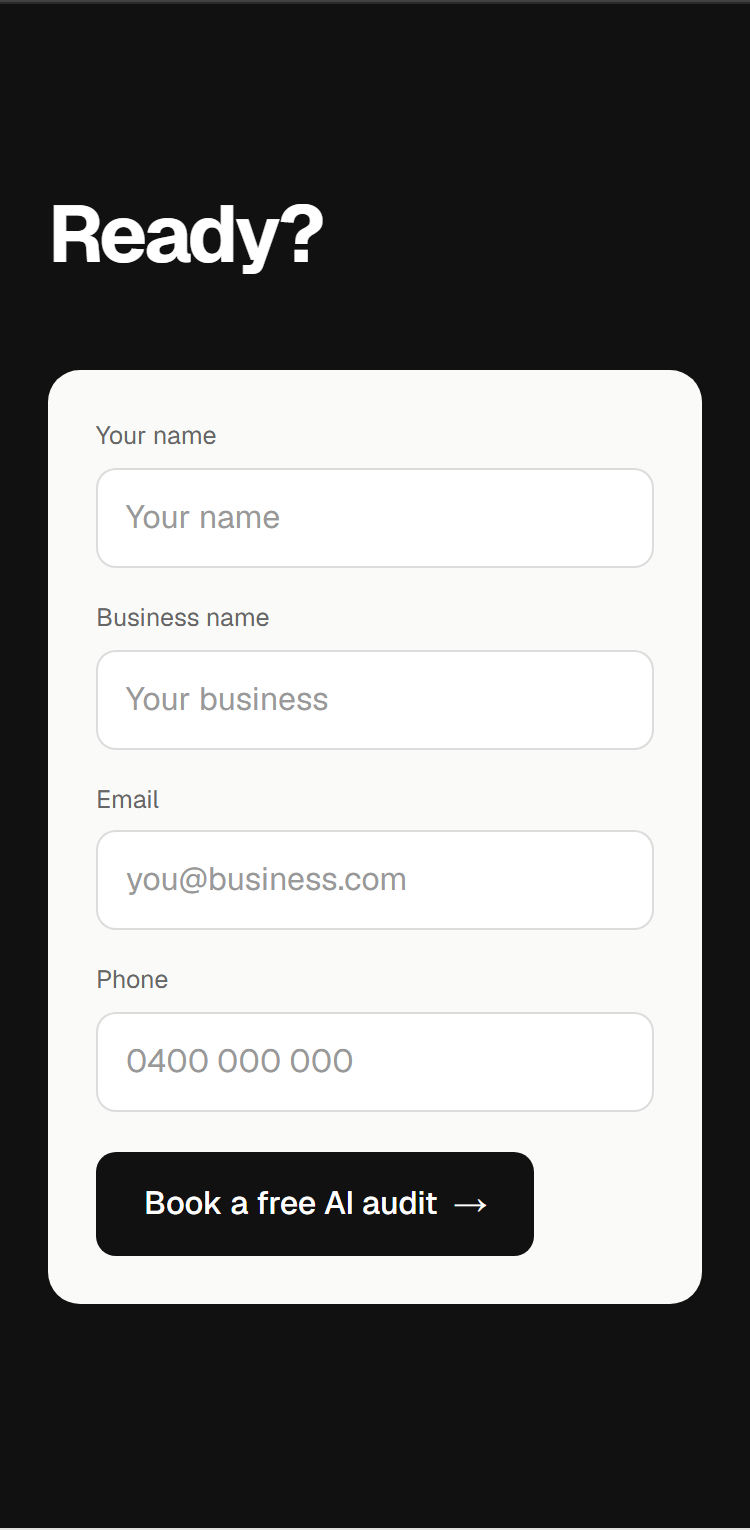 Ready?
Your name
Your name
Business name
Your business
Email
you@business.com
Phone
0400 000 000
Book a free AI audit →